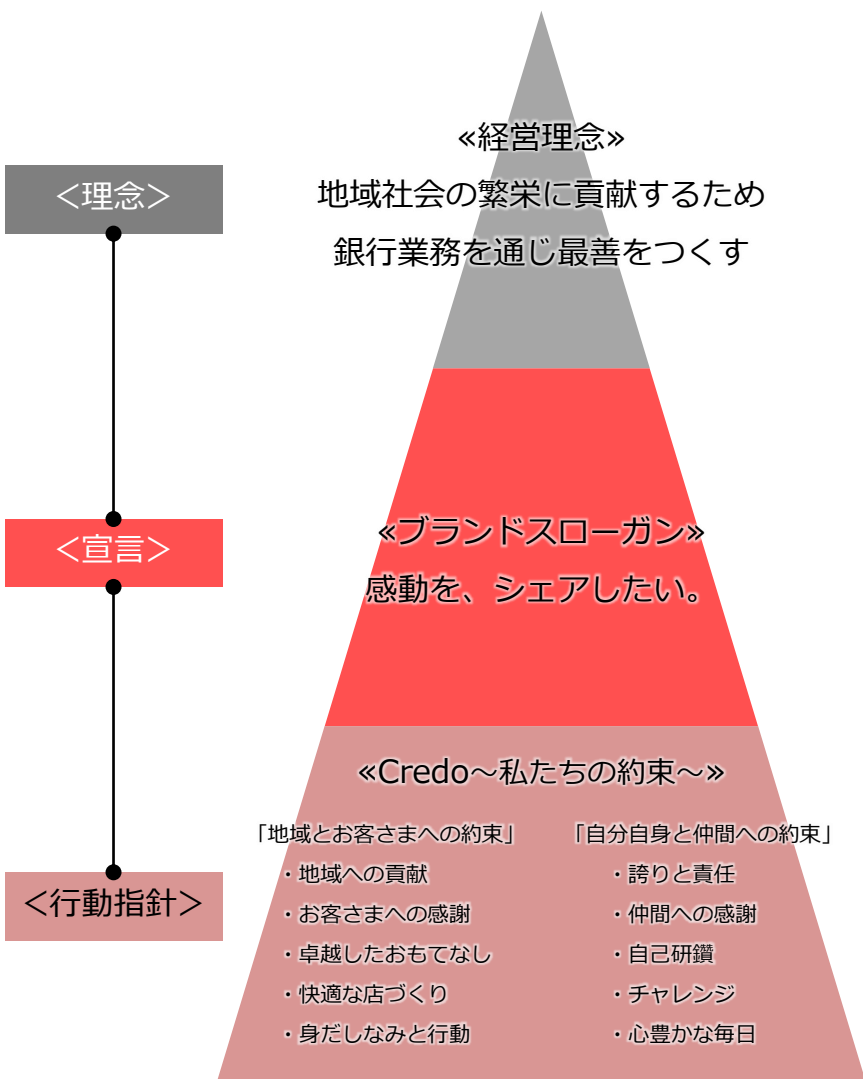 <理念>
≪経営理念≫
地域社会の繁栄に貢献するため
銀行業務を通じ最善をつくす
<宣言>
≪ブランドスローガン≫
感動を、シェアしたい。
<行動指針>
≪Credo～私たちの約束～≫
「地域とお客さまへの約束」
・地域への貢献
・お客さまへの感謝
・卓越したおもてなし
・快適な店づくり
・身だしなみと行動
「自分自身と仲間への約束」
・誇りと責任
・仲間への感謝
・自己研鑽
・チャレンジ
・心豊かな毎日